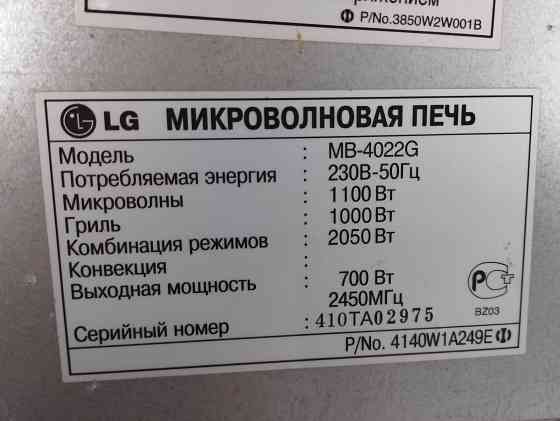 P/No.3850W2W001B
LG МИКРОВОЛНОВАЯ ПЕЧЬ
Модель : MB-4022G
Потребляемая энергия : 230В-50Гц
Микроволны : 1100 Вт
Гриль : 1000 Вт
Комбинация режимов : 2050 Вт
Конвекция :
Выходная мощность : 700 Вт
2450МГц
Серийный номер : 410TA02975
BZ03
P/No. 4140W1A249E